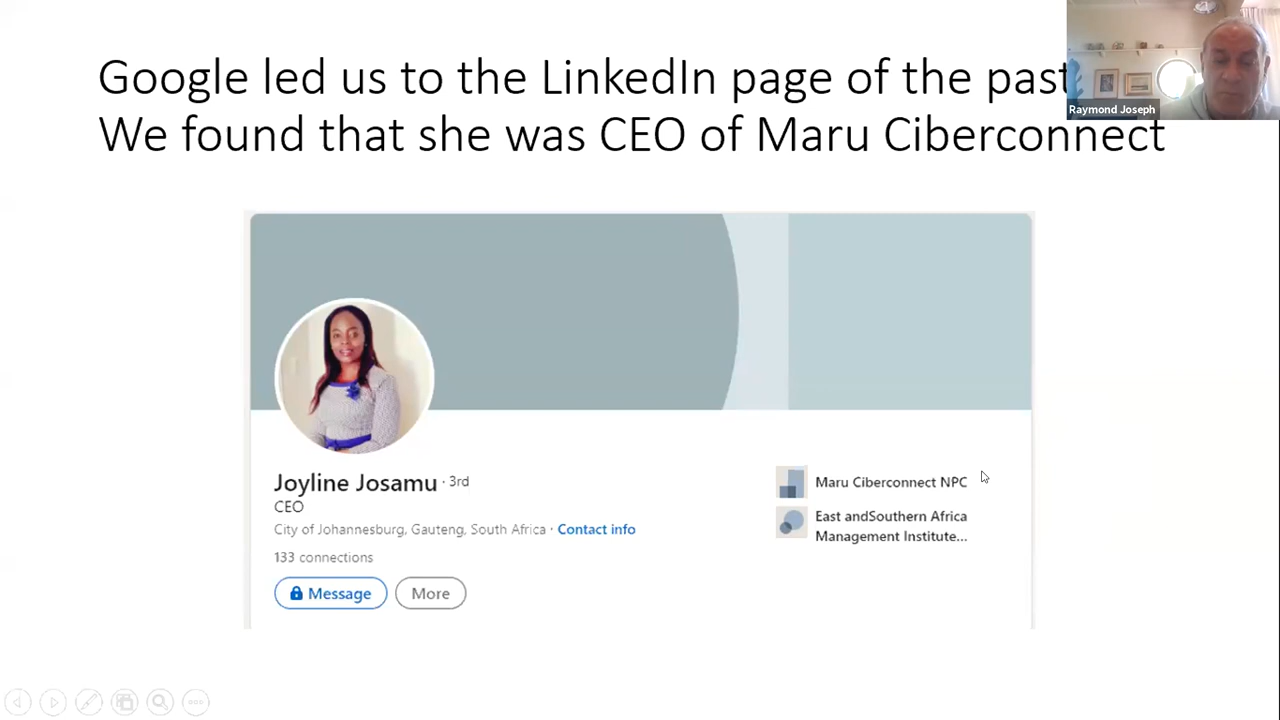 Google led us to the LinkedIn page of the past
We found that she was CEO of Maru Ciberconnect
Raymond Joseph
Joyline Josamu · 3rd
CEO
City of Johannesburg, Gauteng, South Africa · Contact info
133 connections
Message
More
Maru Ciberconnect NPC
East andSouthern Africa
Management Institute...